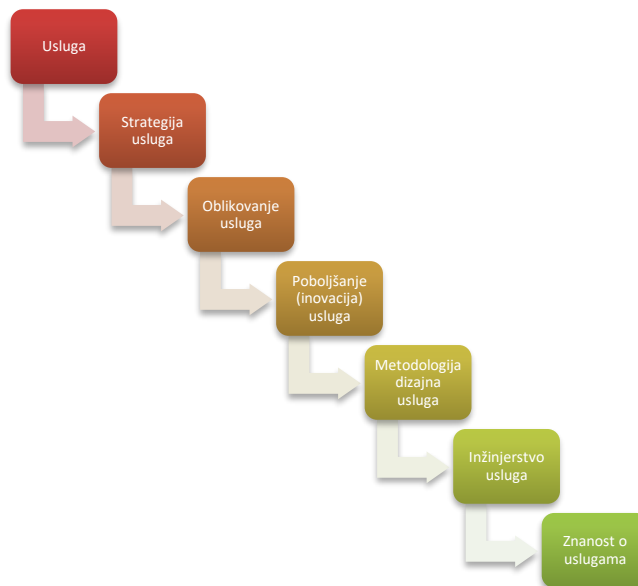 Usluga
Strategija
usluga
Oblikovanje
usluga
Poboljšanje
(inovacija)
usluga
Metodologija
dizajna
usluga
Inžinjerstvo
usluga
Znanost o
uslugama